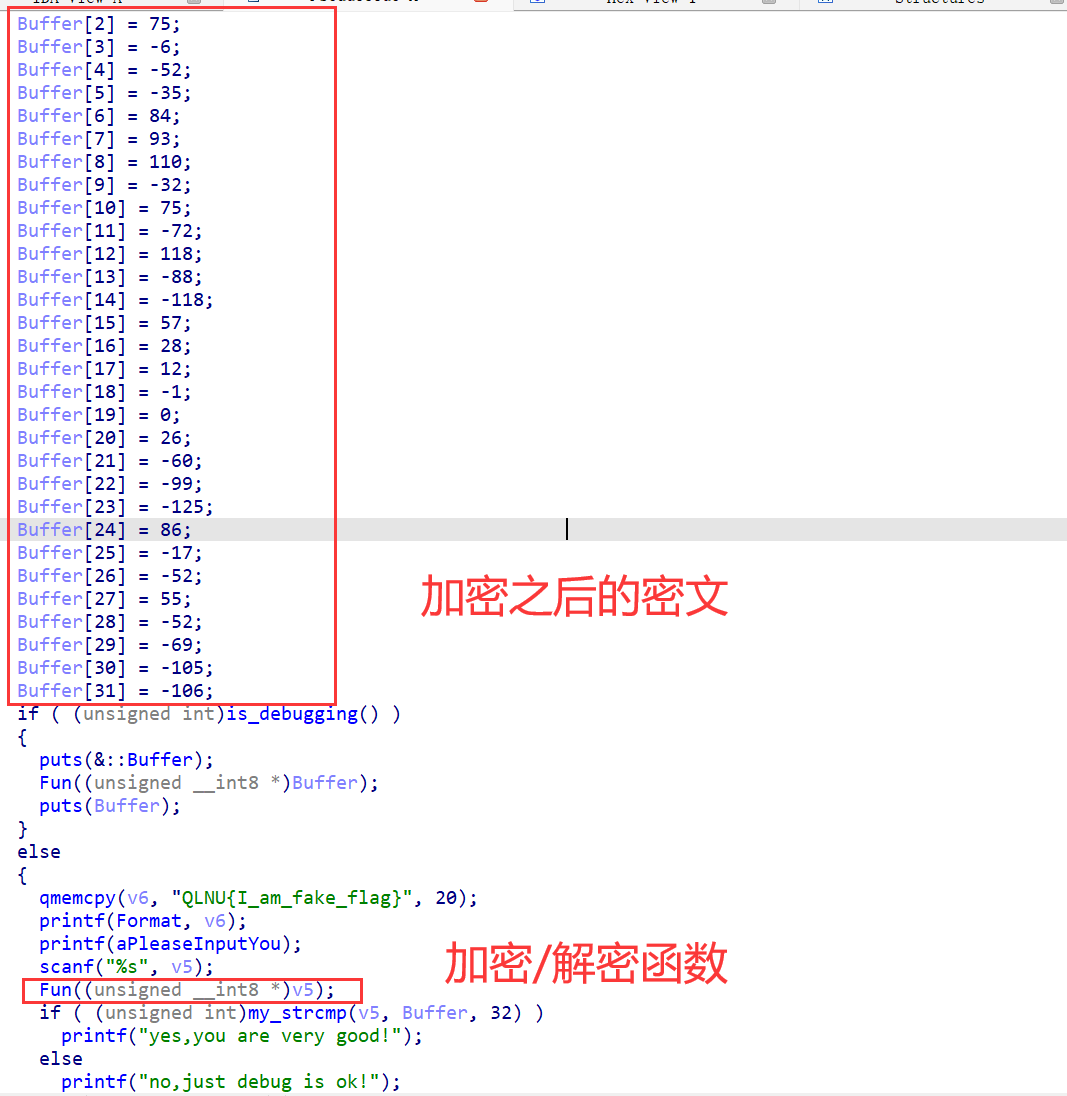 Buffer[2] = 75;
Buffer[3] = -6;
Buffer[4] = -52;
Buffer[5] = -35;
Buffer[6] = 84;
Buffer[7] = 93;
Buffer[8] = 110;
Buffer[9] = -32;
Buffer[10] = 75;
Buffer[11] = -72;
Buffer[12] = 118;
Buffer[13] = -88;
Buffer[14] = -118;
Buffer[15] = 57;
Buffer[16] = 28;
Buffer[17] = 12;
Buffer[18] = -1;
Buffer[19] = 0;
Buffer[20] = 26;
Buffer[21] = -60;
Buffer[22] = -99;
Buffer[23] = -125;
Buffer[24] = 86;
Buffer[25] = -17;
Buffer[26] = -52;
Buffer[27] = 55;
Buffer[28] = -52;
Buffer[29] = -69;
Buffer[30] = -105;
Buffer[31] = -106;
加密之后的密文
if ( (unsigned int)is_debugging() )
{
puts(&::Buffer);
Fun((unsigned __int8 *)Buffer);
puts(Buffer);
}
else
{
qmemcpy(v6, "QLNU{I_am_fake_flag}", 20);
printf(Format, v6);
printf(aPleaseInputYou);
scanf("%s", v5);
加密/解密函数
Fun((unsigned __int8 *)v5);
if ( (unsigned int)my_strcmp(v5, Buffer, 32) )
printf("yes,you are very good!");
else
printf("no,just debug is ok!");